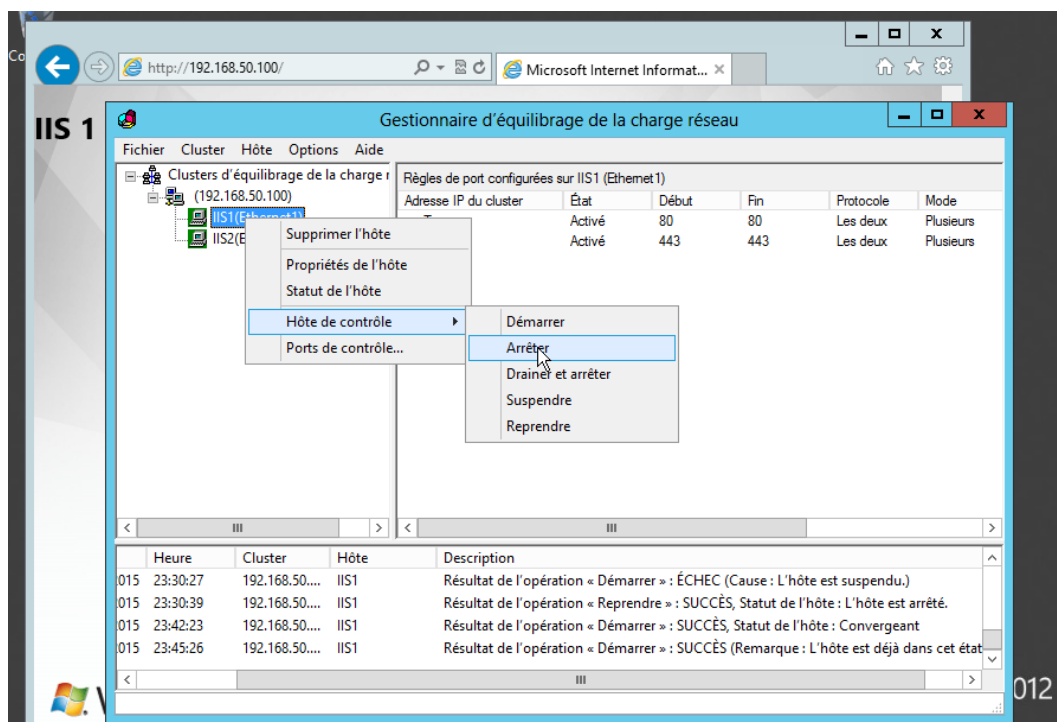 Co
http://192.168.50.100/
Microsoft Internet Informat...
IIS 1
Gestionnaire d'équilibrage de la charge réseau
Fichier Cluster Hôte Options Aide
Clusters d'équilibrage de la charge r
(192.168.50.100)
IIS1(Ethernet1)
IIS2(E
Règles de port configurées sur IIS1 (Ethernet1)
Adresse IP du cluster État Début Fin Protocole Mode
Activé 80 80 Les deux Plusieurs
Activé 443 443 Les deux Plusieurs
Supprimer l'hôte
Propriétés de l'hôte
Statut de l'hôte
Hôte de contrôle
Ports de contrôle...
Démarrer
Arrêter
Drainer et arrêter
Suspendre
Reprendre
Heure Cluster Hôte Description
2015 23:30:27 192.168.50.... IIS1 Résultat de l'opération « Démarrer » : ÉCHEC (Cause : L'hôte est suspendu.)
2015 23:30:39 192.168.50.... IIS1 Résultat de l'opération « Reprendre » : SUCCÈS, Statut de l'hôte : L'hôte est arrêté.
2015 23:42:23 192.168.50.... IIS1 Résultat de l'opération « Démarrer » : SUCCÈS, Statut de l'hôte : Convergeant
2015 23:45:26 192.168.50.... IIS1 Résultat de l'opération « Démarrer » : SUCCÈS (Remarque : L'hôte est déjà dans cet état
012